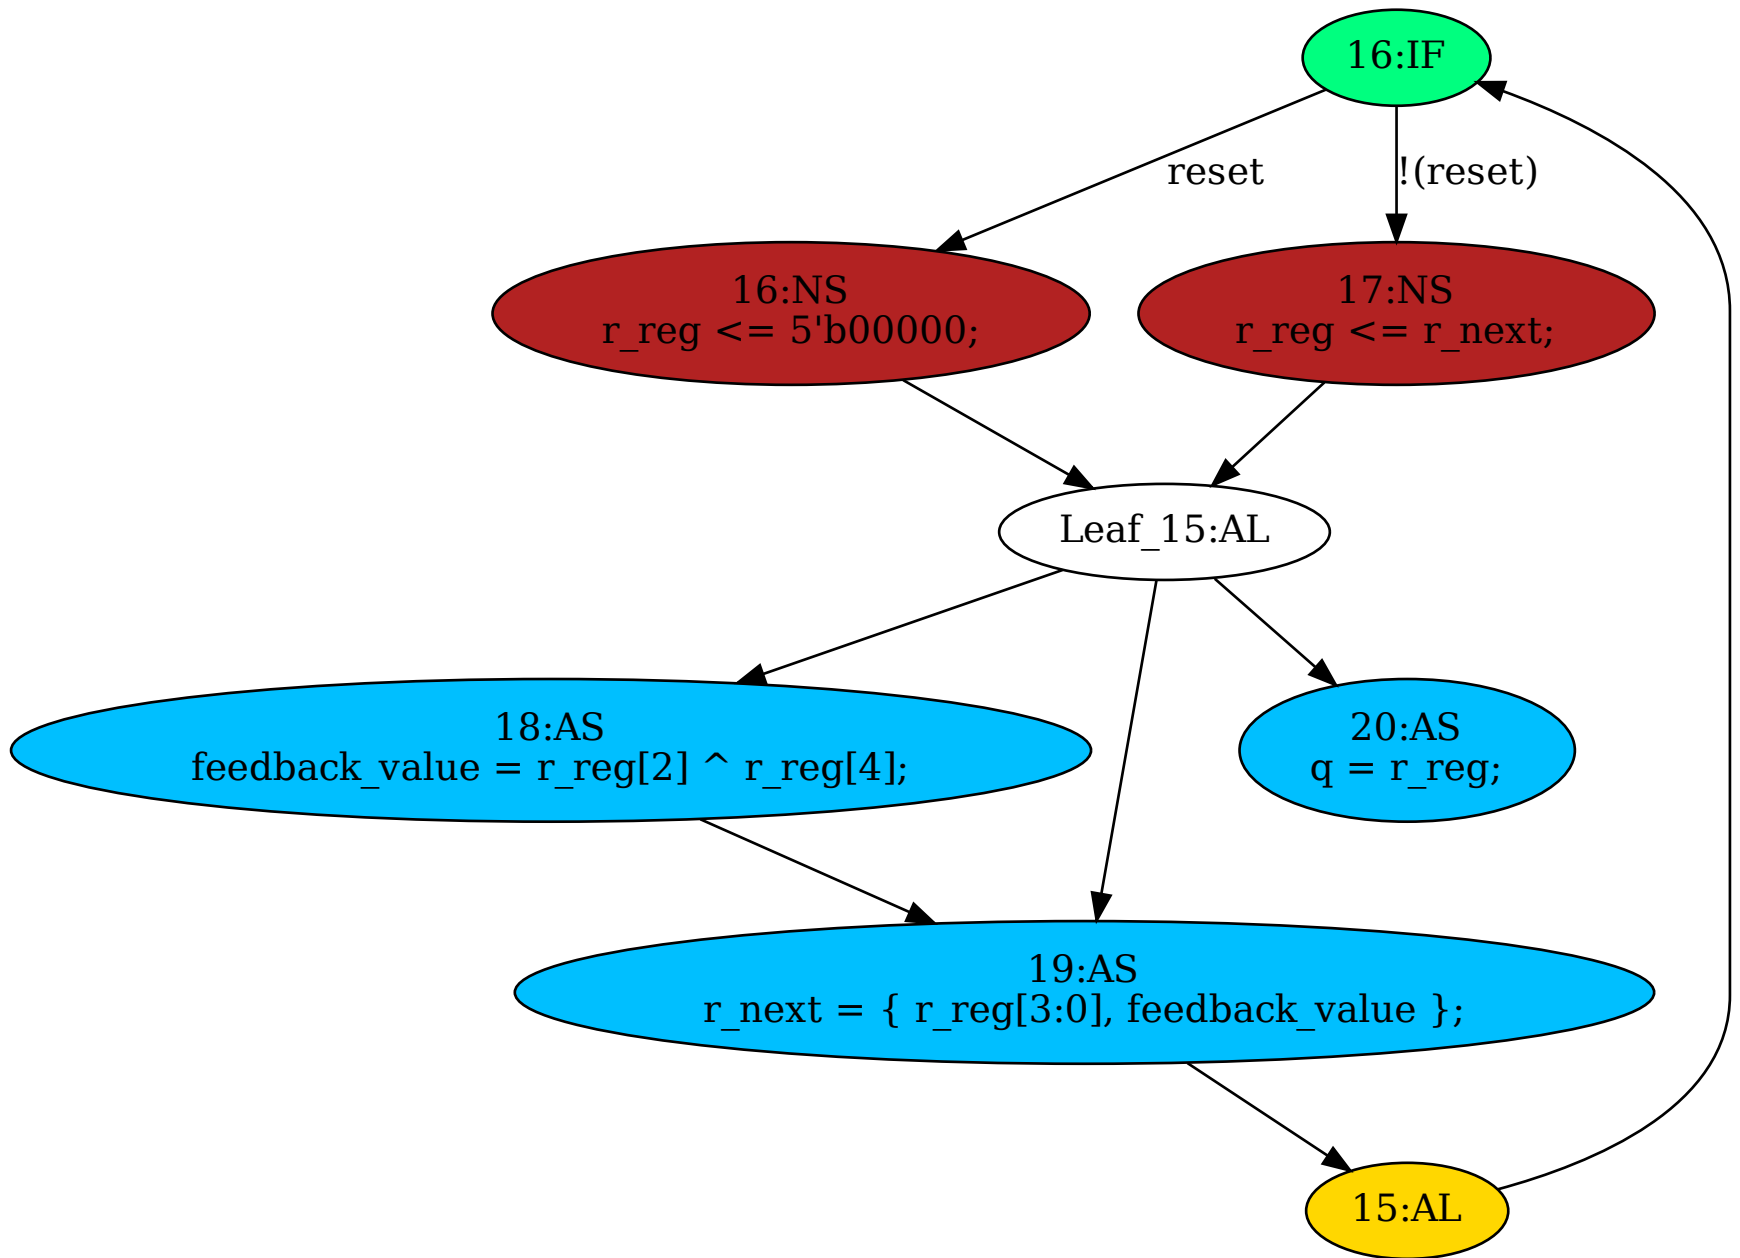 16:IF
reset
!(reset)
16:NS
r_reg <= 5'b00000;
17:NS
r_reg <= r_next;
Leaf_15:AL
18:AS
feedback_value = r_reg[2] ^ r_reg[4];
20:AS
q = r_reg;
19:AS
r_next = { r_reg[3:0], feedback_value };
15:AL